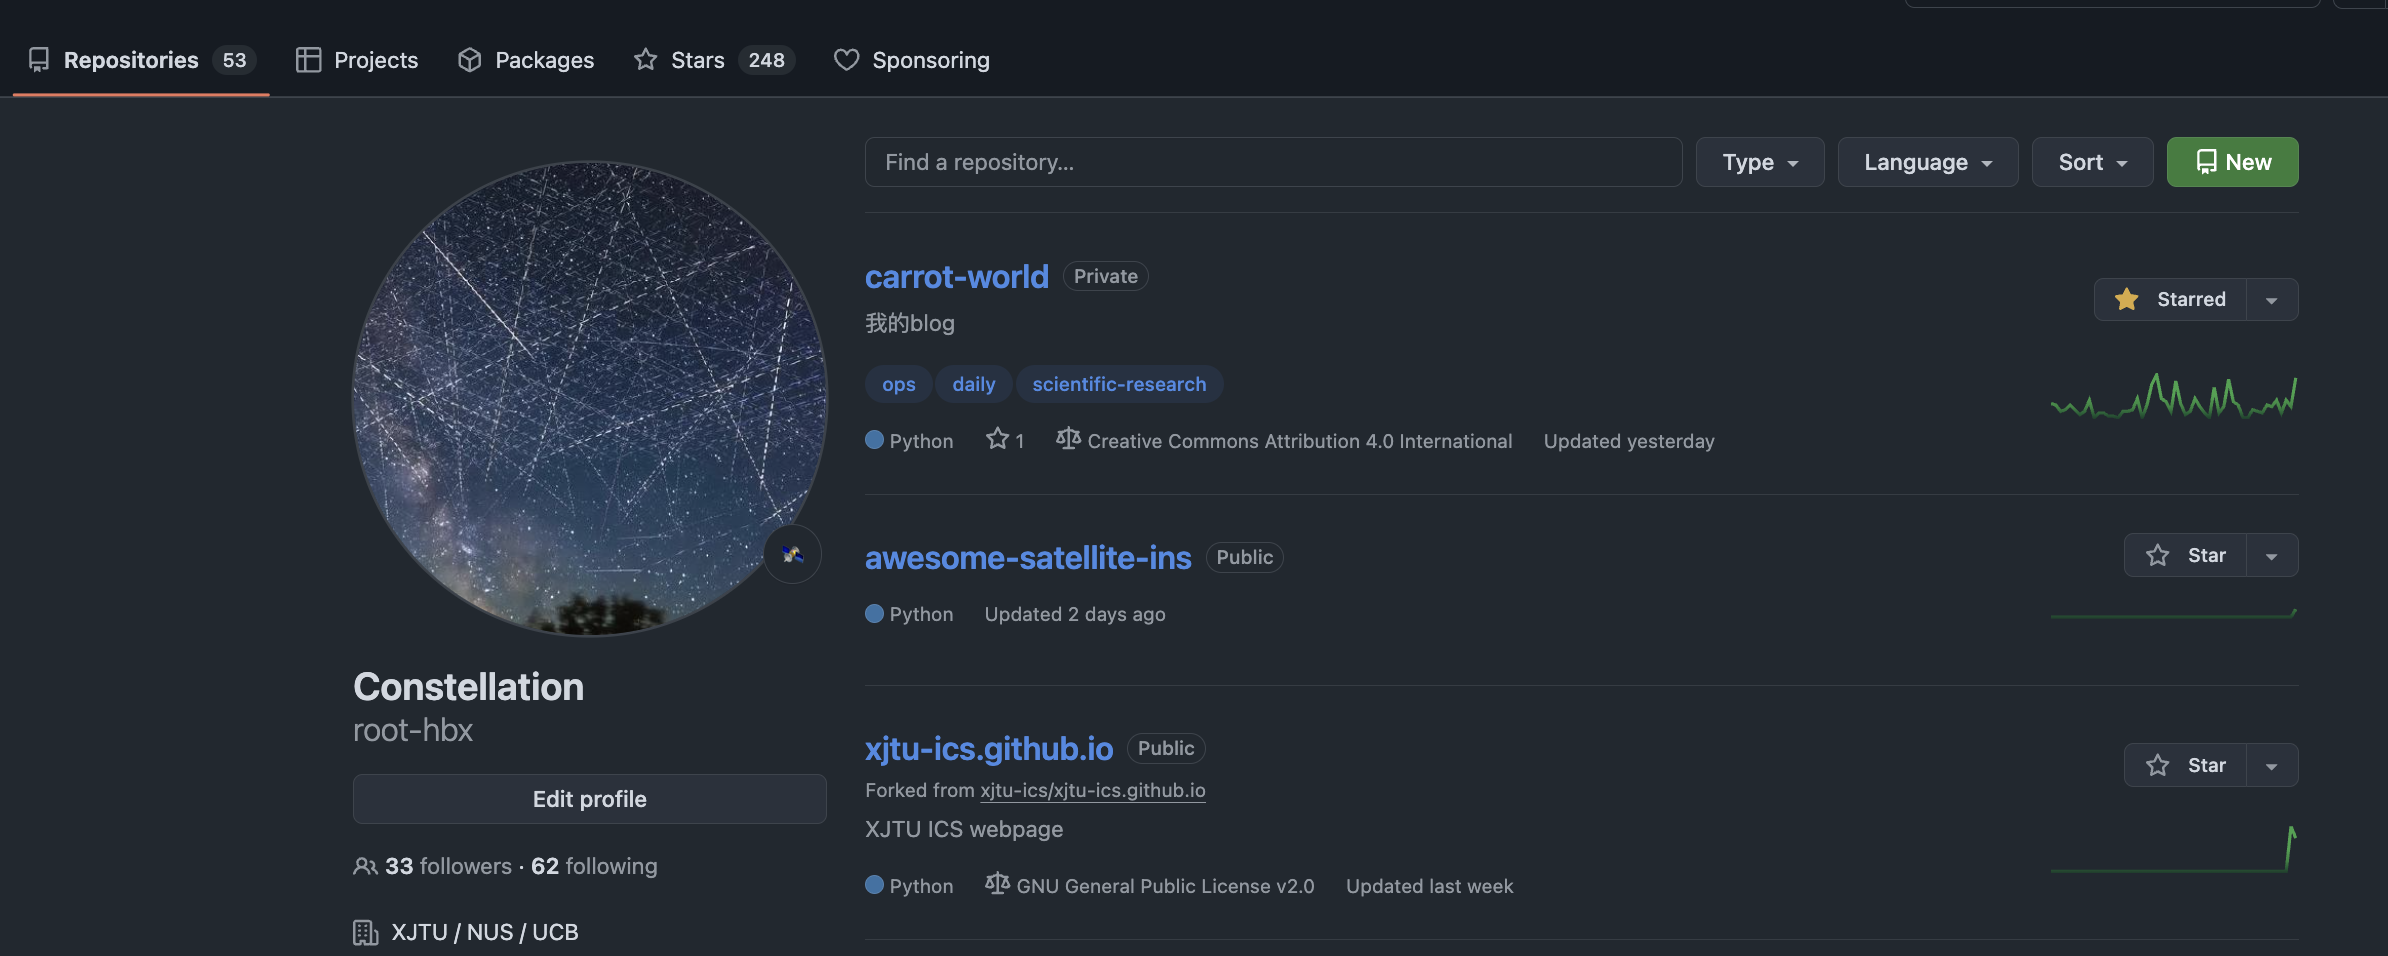 Repositories 53 Projects Packages Stars 248 Sponsoring
Find a repository... Type Language Sort New
carrot-world Private
Starred
我的blog
ops daily scientific-research
Python 1 Creative Commons Attribution 4.0 International Updated yesterday
awesome-satellite-ins Public
Star
Python Updated 2 days ago
xjtu-ics.github.io Public
Star
Forked from xjtu-ics/xjtu-ics.github.io
XJTU ICS webpage
Python GNU General Public License v2.0 Updated last week
Constellation
root-hbx
Edit profile
33 followers · 62 following
XJTU / NUS / UCB